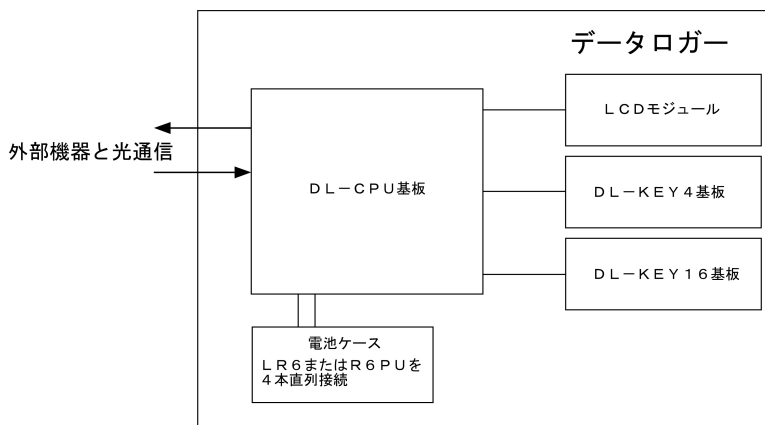 データロガー
LCDモジュール
外部機器と光通信
DL－CPU基板
DL－KEY4基板
DL－KEY16基板
電池ケース
LR6またはR6PUを
4本直列接続